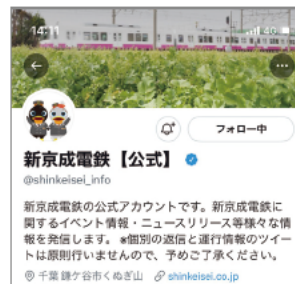 14:11
40
フォロー中
新京成電鉄【公式】
@shinkeisei_info
新京成電鉄の公式アカウントです。新京成電鉄に
関するイベント情報・ニュースリリース等様々な情
報を発信します。※個別の返信と運行情報のツイー
トは原則行いませんので、予めご了承ください。
千葉 鎌ケ谷市くぬぎ山 shinkeisei.co.jp